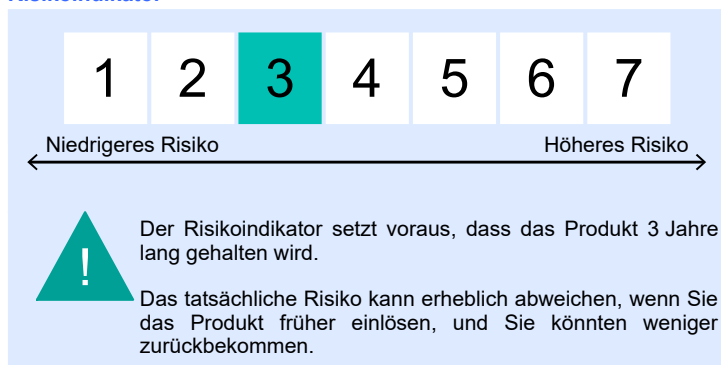 Risikoindikator
1 2 3 4 5 6 7
Niedrigeres Risiko Höheres Risiko
!
Der Risikoindikator setzt voraus, dass das Produkt 3 Jahre
lang gehalten wird.
Das tatsächliche Risiko kann erheblich abweichen, wenn Sie
das Produkt früher einlösen, und Sie könnten weniger
zurückbekommen.